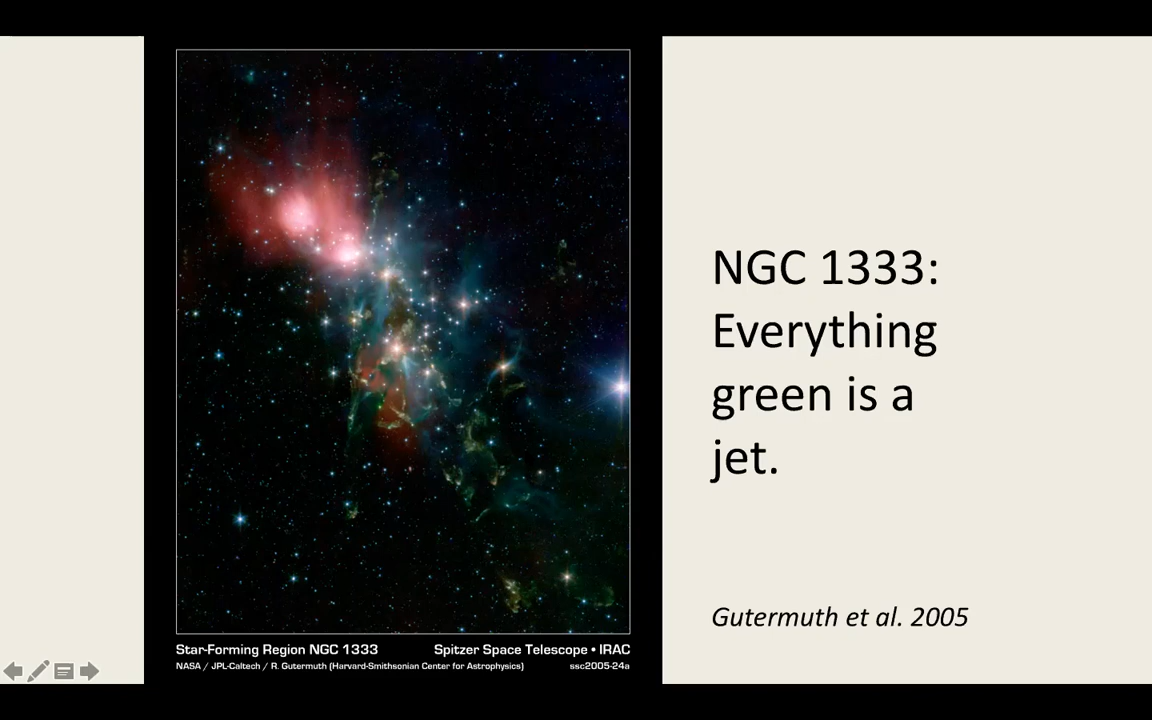 NGC 1333:
Everything
green is a
jet.
Gutermuth et al. 2005
Star-Forming Region NGC 1333
Spitzer Space Telescope • IRAC
NASA / JPL-Caltech / R. Gutermuth (Harvard-Smithsonian Center for Astrophysics)
ssc2005-24a